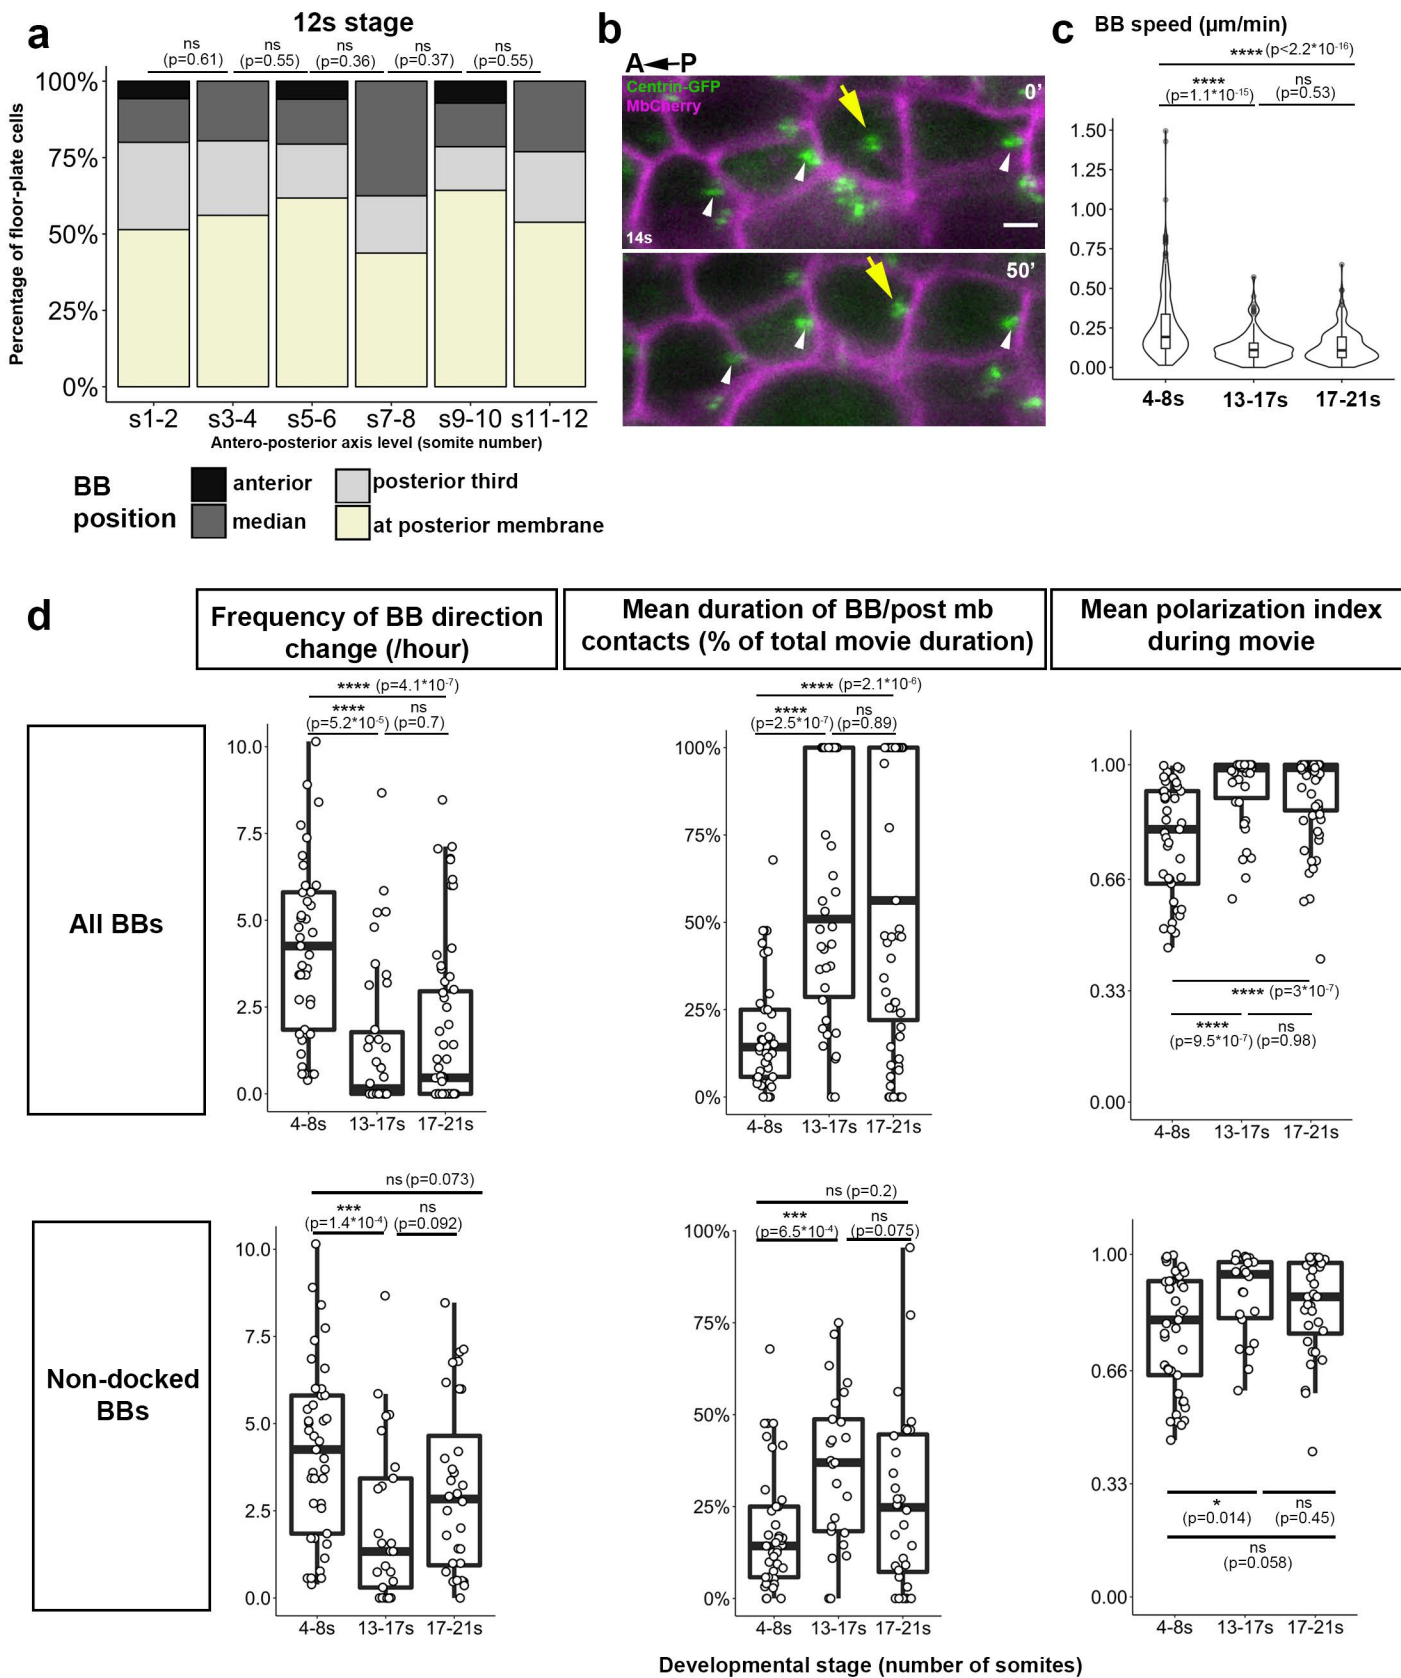 a
12s stage
ns
(p=0.61)
ns
(p=0.55)
ns
(p=0.36)
ns
(p=0.37)
ns
(p=0.55)
Percentage of floor-plate cells
100%
75%
50%
25%
0%
s1-2 s3-4 s5-6 s7-8 s9-10 s11-12
Antero-posterior axis level (somite number)
BB position
anterior
median
posterior third
at posterior membrane
b
A P
Centrin-GFP
MbCherry
0’
14s
50’
c
BB speed (µm/min)
**** (p<2.2*10-16)
****
(p=1.1*10-15)
ns
(p=0.53)
1.50
1.25
1.00
0.75
0.50
0.25
0.00
4-8s 13-17s 17-21s
d
Frequency of BB direction
change (/hour)
Mean duration of BB/post mb
contacts (% of total movie duration)
Mean polarization index
during movie
All BBs
**** (p=4.1*10-7)
****
(p=5.2*10-5)
ns
(p=0.7)
10.0
7.5
5.0
2.5
0.0
4-8s 13-17s 17-21s
**** (p=2.1*10-6)
****
(p=2.5*10-7)
ns
(p=0.89)
100%
75%
50%
25%
0%
4-8s 13-17s 17-21s
1.00
0.66
0.33
0.00
**** (p=3*10-7)
****
(p=9.5*10-7)
ns
(p=0.98)
4-8s 13-17s 17-21s
Non-docked
BBs
ns (p=0.073)
***
(p=1.4*10-4)
ns
(p=0.092)
10.0
7.5
5.0
2.5
0.0
4-8s 13-17s 17-21s
ns (p=0.2)
***
(p=6.5*10-4)
ns
(p=0.075)
100%
75%
50%
25%
0%
4-8s 13-17s 17-21s
1.00
0.66
0.33
0.00
*
(p=0.014)
ns
(p=0.45)
ns
(p=0.058)
4-8s 13-17s 17-21s
Developmental stage (number of somites)